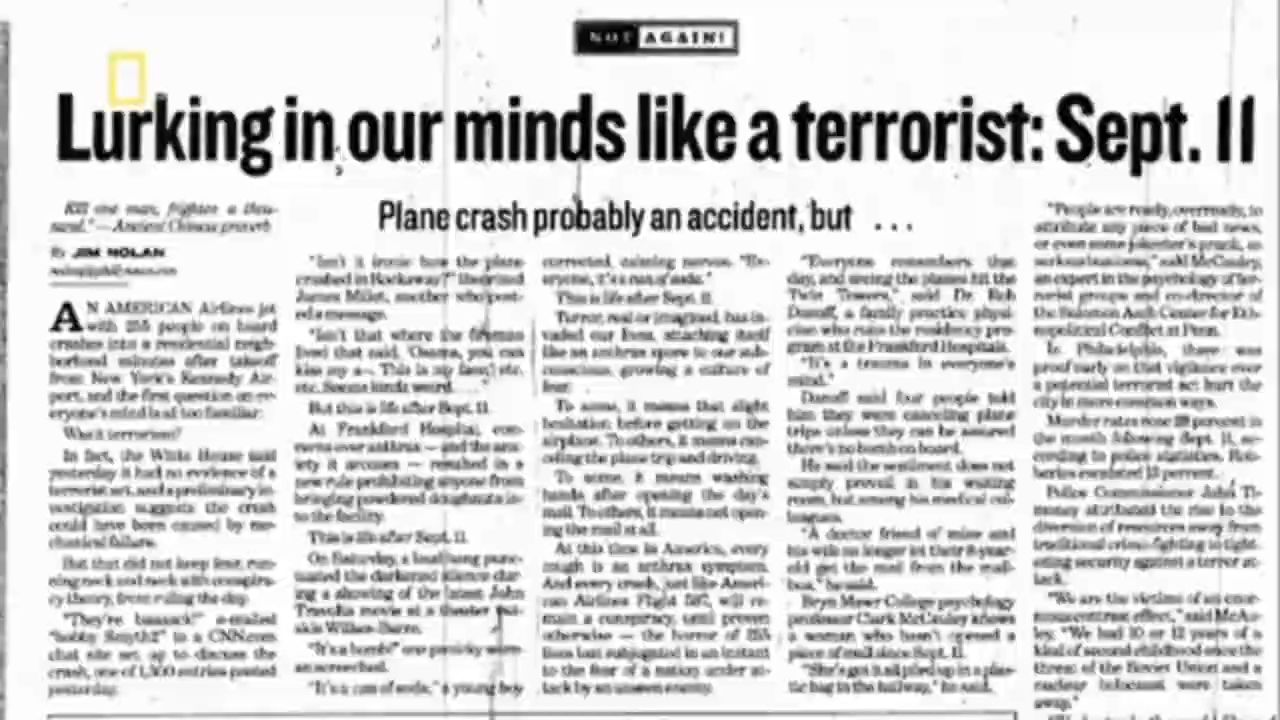 NOT AGAIN!
Lurking in our minds like a terrorist: Sept. 11
Plane crash probably an accident, but ...
Kill one man, frighten a thou-
sand." — Ancient Chinese proverb
By JIM NOLAN
AN AMERICAN Airlines jet
with 255 people on board
crashes into a residential neigh-
borhood minutes after takeoff
from New York's Kennedy Air-
port, and the first question on ev-
eryone's mind is all too familiar:
Was it terrorism?
In fact, the White House said
yesterday it had no evidence of a
terrorist act, and a preliminary in-
vestigation suggests the crash
could have been caused by me-
chanical failure.
But that did not keep fear, run-
ning neck and neck with conspira-
cy theory, from ruling the day.
"They're baaack!" e-mailed
to a CNN.com
chat site set up to discuss the
crash, one of 1,300 entries posted
yesterday.
"Isn't it ironic how the plane
crashed in Rockaway?" theorized
James Millet, another who post-
ed a message.
"Isn't that where the fireman
lived that said, 'Osama, you can
kiss my a--. This is my face,' etc.
etc. Seems kinda weird. . . ."
But this is life after Sept. 11.
At Frankford Hospital, con-
cerns over anthrax — and the anx-
iety it arouses — resulted in a
new rule prohibiting anyone from
bringing powdered doughnuts in-
to the facility.
This is life after Sept. 11.
On Saturday, a loud bang punc-
tuated the darkened silence dur-
ing a showing of the latest John
Travolta movie at a theater out-
side Wilkes-Barre.
"It's a bomb!" one panicky wom-
an screeched.
"It's a can of soda," a young boy
corrected, calming nerves. "Ev-
eryone, it's a can of soda."
This is life after Sept. 11.
Terror, real or imagined, has in-
vaded our lives, attaching itself
like an anthrax spore to our sub-
conscious, growing a culture of
fear.
To some, it means that slight
hesitation before getting on the
airplane. To others, it means can-
celing the plane trip and driving.
To some, it means washing
hands after opening the day's
mail. To others, it means not open-
ing the mail at all.
At this time in America, every
cough is an anthrax symptom.
And every crash, just like Ameri-
can Airlines Flight 587, will re-
main a conspiracy, until proven
otherwise — the horror of 255
lives lost subjugated in an instant
to the fear of a nation under at-
tack by an unseen enemy.
"Everyone remembers that
day, and seeing the planes hit the
Twin Towers," said Dr. Rob
Danoff, a family practice physi-
cian who runs the residency pro-
gram at the Frankford Hospitals.
"It's a trauma in everyone's
mind."
Danoff said four people told
him they were canceling plane
trips unless they can be assured
there's no bomb on board.
He said the sentiment does not
simply prevail in his waiting
room, but among his medical col-
leagues.
"A doctor friend of mine and
his wife no longer let their 8-year-
old get the mail from the mail-
box," he said.
Bryn Mawr College psychology
professor Clark McCauley knows
a woman who hasn't opened a
piece of mail since Sept. 11.
"She's got it all piled up in a plas-
tic bag in the hallway," he said.
"People are ready, overready, to
attribute any piece of bad news,
or even some jokester's prank, as
serious business," said McCauley,
an expert in the psychology of ter-
rorist groups and co-director of
the Solomon Asch Center for Eth-
nopolitical Conflict at Penn.
In Philadelphia, there was
proof early on that vigilance over
a potential terrorist act hurt the
city in more common ways.
Murder rates rose percent in
the month following Sept. 11, ac-
cording to police statistics. Rob-
beries escalated 13 percent.
Police Commissioner John Ti-
money attributed the rise to the
diversion of resources away from
traditional crime-fighting to tight-
ening security against a terror at-
tack.
"We are the victims of an enor-
mous contrast effect," said McCau-
ley. "We had 10 or 12 years of a
kind of second childhood once the
threat of the Soviet Union and a
nuclear holocaust were taken
away."